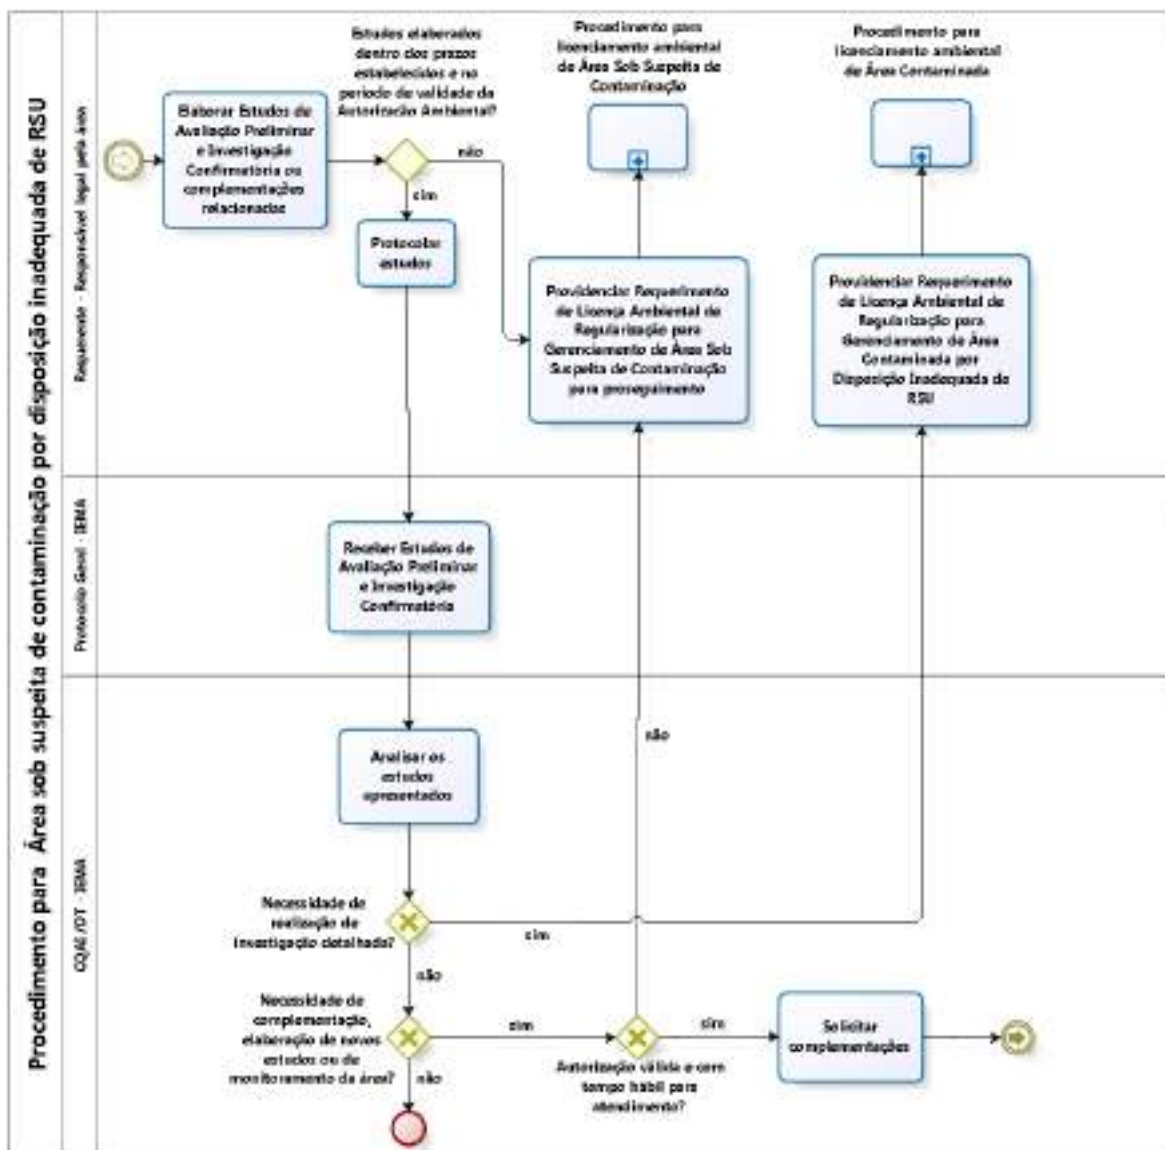 Procedimento para Área sob suspeita de contaminação por disposição inadequada de RSU
Requerente - Responsável legal pela área
Estudos elaborados
dentro dos prazos
estabelecidos e no
período de validade da
Autorização Ambiental?
Procedimento para
licenciamento ambiental
de Área Sob Suspeita de
Contaminação
Procedimento para
licenciamento ambiental
de Área Contaminada
Elaborar Estudos de
Avaliação Preliminar
e Investigação
Confirmatória ou
complementações
relacionadas
não
sim
Protocolar
estudos
Providenciar Requerimento
de Licença Ambiental de
Regularização para
Gerenciamento de Área Sob
Suspeita de Contaminação
para prosseguimento
Providenciar Requerimento
de Licença Ambiental de
Regularização para
Gerenciamento de Área
Contaminada por
Disposição Inadequada de
RSU
Protocolo Geral - IEMA
Receber Estudos de
Avaliação Preliminar
e Investigação
Confirmatória
CQAI/DT - IEMA
Analisar os
estudos
apresentados
não
Necessidade de
realização de
investigação detalhada?
sim
não
Necessidade de
complementação,
elaboração de novos
estudos ou de
monitoramento da área?
sim
não
sim
Autorização válida e com
tempo hábil para
atendimento?
Solicitar
complementações